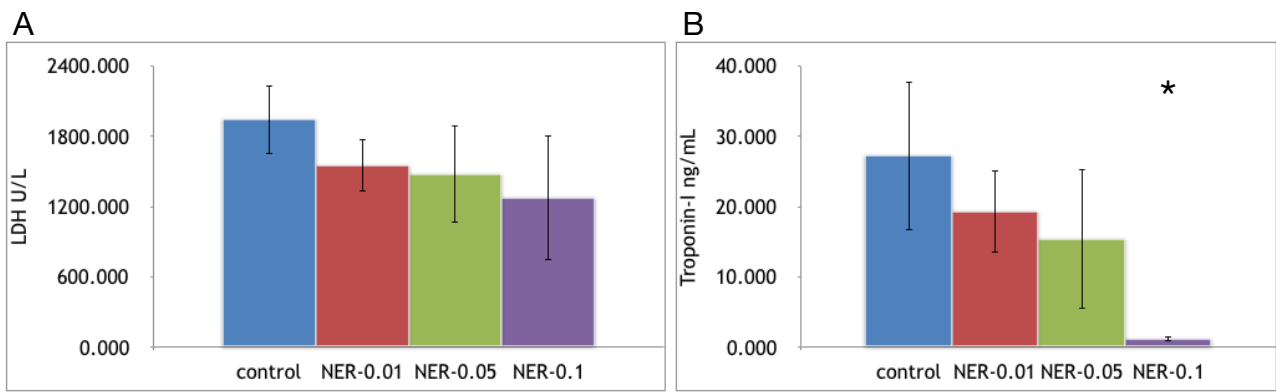 A
LDH U/L
2400.000
1800.000
1200.000
600.000
0.000
control NER-0.01 NER-0.05 NER-0.1
B
Troponin-I ng/mL
40.000
30.000
20.000
10.000
0.000
*
control NER-0.01 NER-0.05 NER-0.1